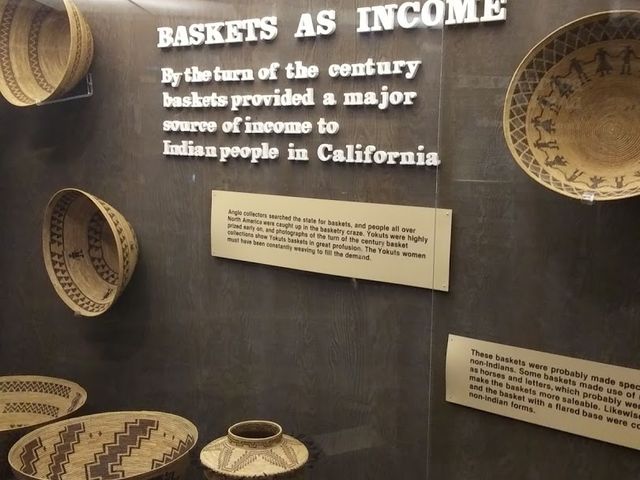 BASKETS AS INCOME
By the turn of the century
baskets provided a major
source of income to
Indian people in California
Anglo collectors searched the state for baskets, and people all over
North America were caught up in the basketry craze. Yokuts were highly
prized early on, and photographs of the turn of the century basket
collections show Yokuts baskets in great profusion. The Yokuts women
must have been constantly weaving to fill the demand.
These baskets were probably made
non-Indians. Some baskets made use of
as horses and letters, which probably
make the baskets more saleable. Likewise
and the basket with a flared base were
non-Indian forms.